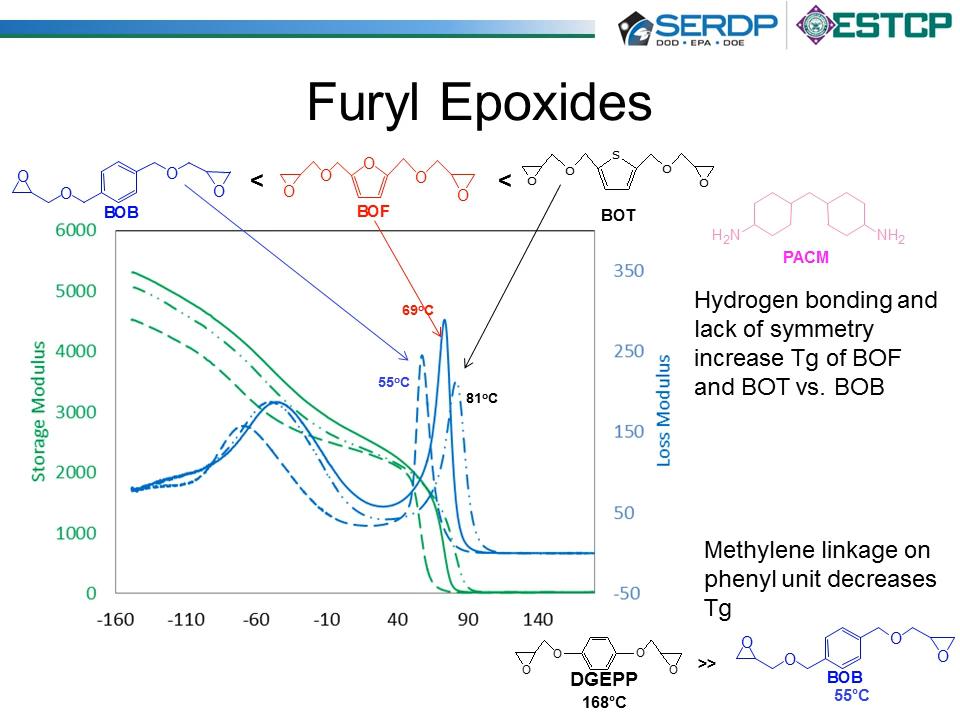 SERDP
DOD • EPA • DOE
ESTCP
Furyl Epoxides
O O O O
<
O O O O O
<
O O S O O
BOB
BOF
BOT
H2N NH2
PACM
6000
5000
4000
3000
2000
1000
0
Storage Modulus
350
250
150
50
-50
Loss Modulus
69°C
55°C
81°C
-160 -110 -60 -10 40 90 140
Hydrogen bonding and
lack of symmetry
increase Tg of BOF
and BOT vs. BOB
Methylene linkage on
phenyl unit decreases
Tg
O O O O
>>
O O O O
DGEPP
168°C
BOB
55°C